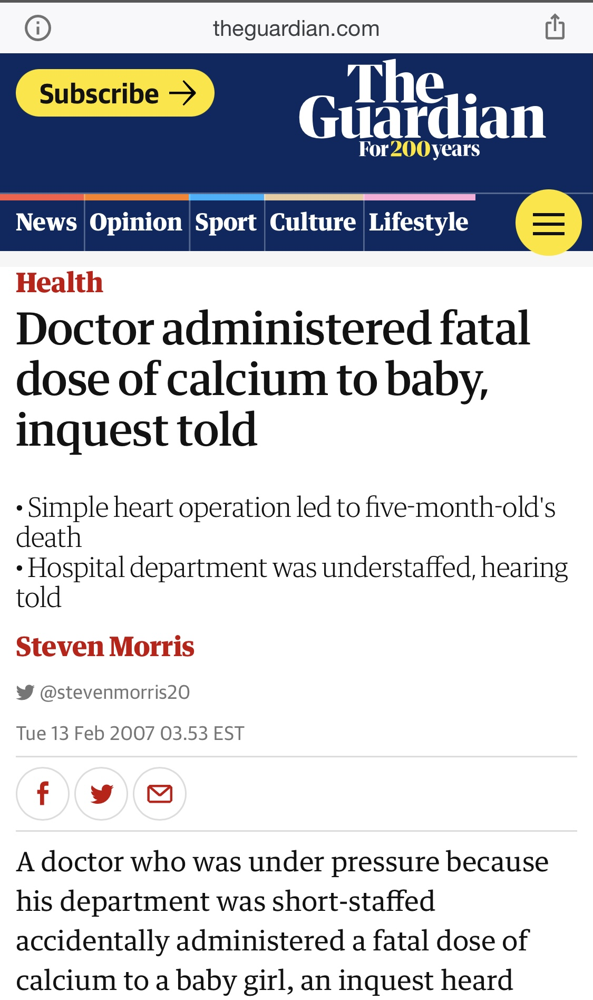 theguardian.com
Subscribe
The
Guardian
For 200 years
News Opinion Sport Culture Lifestyle
Health
Doctor administered fatal
dose of calcium to baby,
inquest told
• Simple heart operation led to five-month-old's
death
• Hospital department was understaffed, hearing
told
Steven Morris
@stevenmorris20
Tue 13 Feb 2007 03.53 EST
A doctor who was under pressure because
his department was short-staffed
accidentally administered a fatal dose of
calcium to a baby girl, an inquest heard